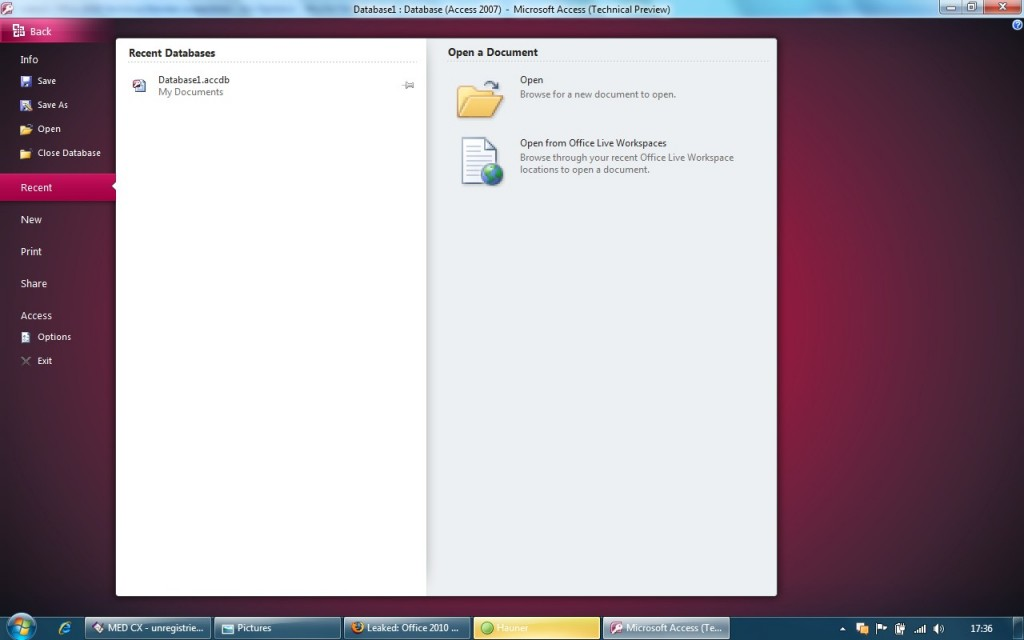 Database1 : Database (Access 2007) - Microsoft Access (Technical Preview)
Back
Info
Save
Save As
Open
Close Database
Recent
New
Print
Share
Access
Options
Exit
Recent Databases
Database1.accdb
My Documents
Open a Document
Open
Browse for a new document to open.
Open from Office Live Workspaces
Browse through your recent Office Live Workspace
locations to open a document.
MED CX - unregistrie...
Pictures
Leaked: Office 2010 ...
Hauner
Microsoft Access (Te...
17:36